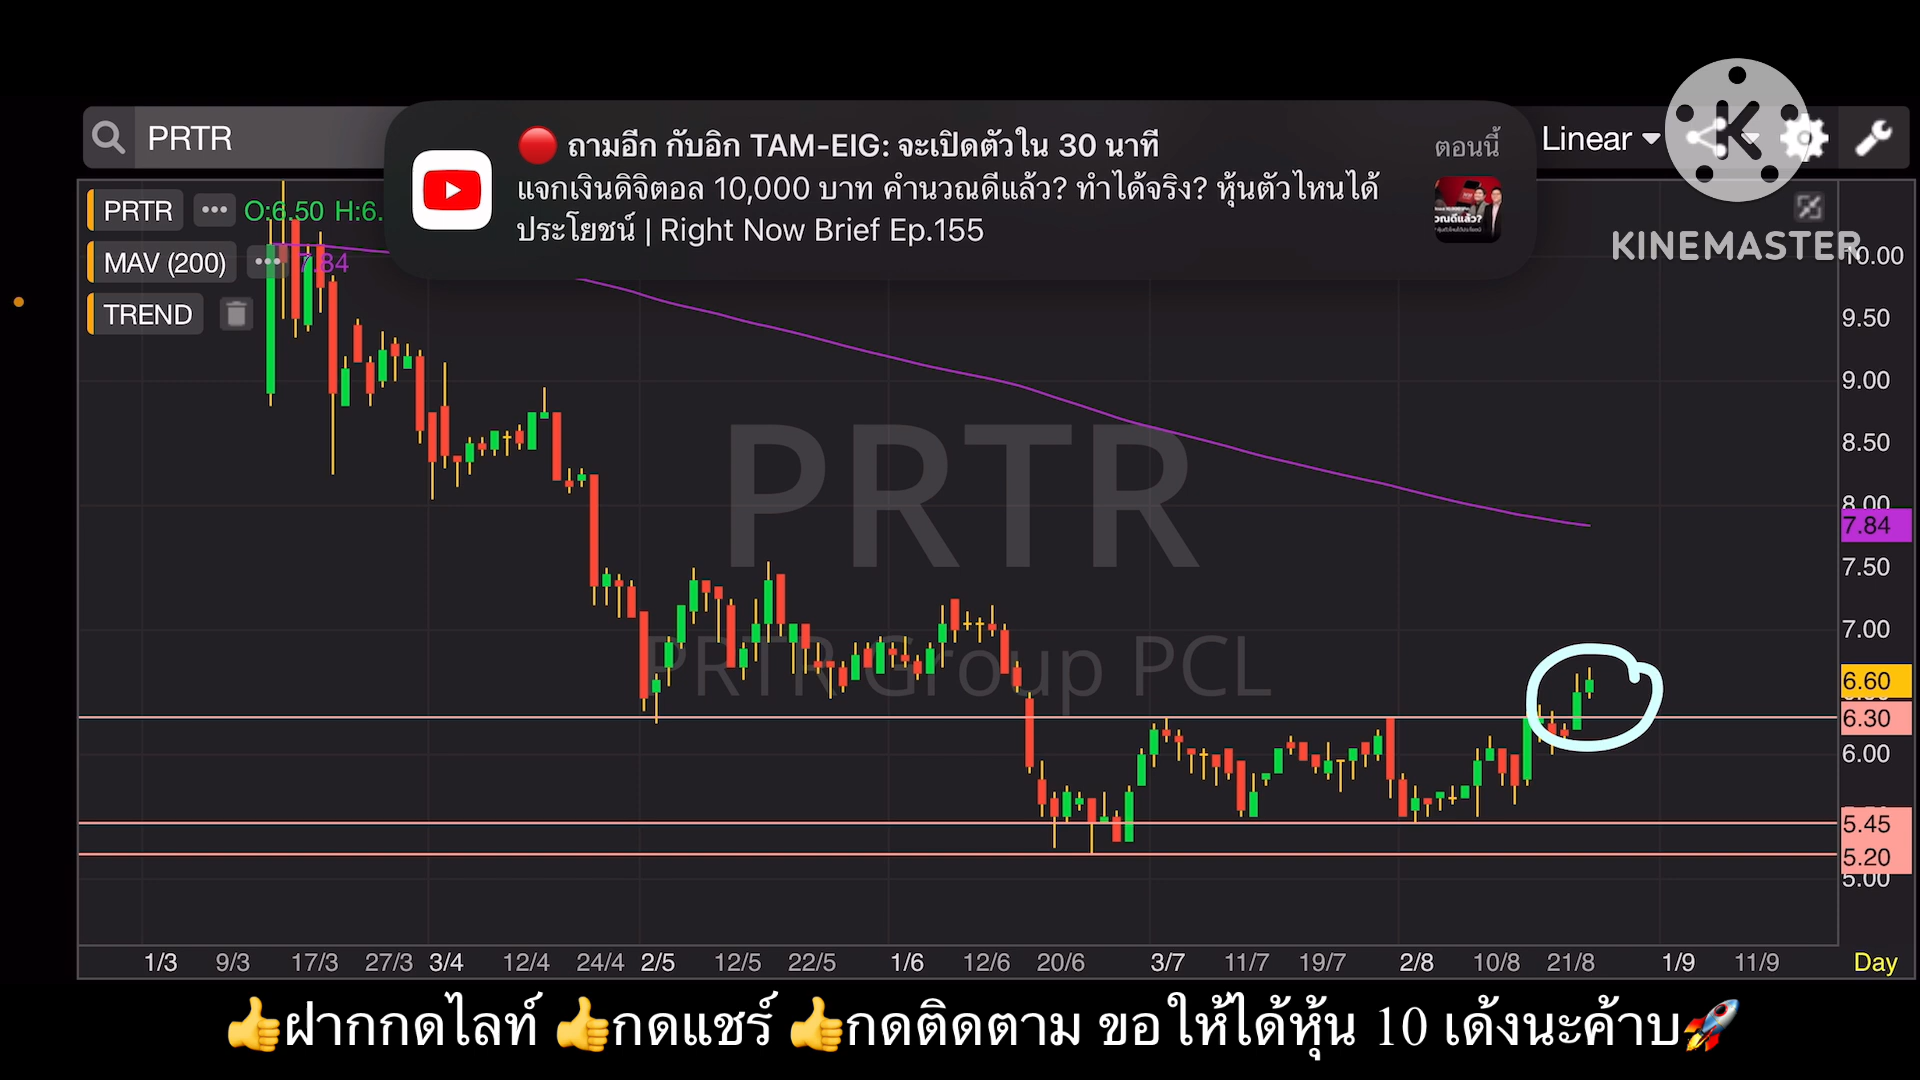 PRTR
🔴 ถามอีก กับอิก TAM-EIG: จะเปิดตัวใน 30 นาที
ตอนนี้
แจกเงินดิจิตอล 10,000 บาท คำนวณดีแล้ว? ทำได้จริง? หุ้นตัวไหนได้
ประโยชน์ | Right Now Brief Ep.155
Linear
KINEMASTER
PRTR ••• O:6.50 H:6.
MAV (200) ••• 7.84
TREND
PRTR
PRTR Group PCL
10.00
9.50
9.00
8.50
8.00
7.84
7.50
7.00
6.60
6.30
6.00
5.45
5.20
5.00
1/3 9/3 17/3 27/3 3/4 12/4 24/4 2/5 12/5 22/5 1/6 12/6 20/6 3/7 11/7 19/7 2/8 10/8 21/8 1/9 11/9 Day
👍ฝากกดไลท์ 👍กดแชร์ 👍กดติดตาม ขอให้ได้หุ้น 10 เด้งนะค้าบ🚀